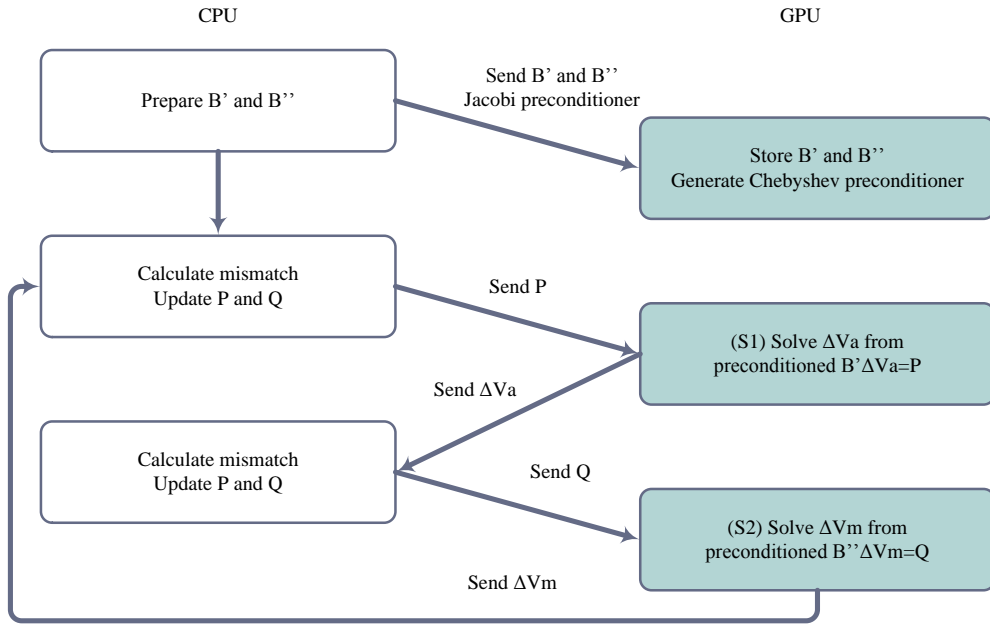 CPU
GPU
Prepare B’ and B’’
Send B’ and B’’
Jacobi preconditioner
Store B’ and B’’
Generate Chebyshev preconditioner
Calculate mismatch
Update P and Q
Send P
(S1) Solve ΔVa from
preconditioned B’ΔVa=P
Send ΔVa
Calculate mismatch
Update P and Q
Send Q
(S2) Solve ΔVm from
preconditioned B’’ΔVm=Q
Send ΔVm